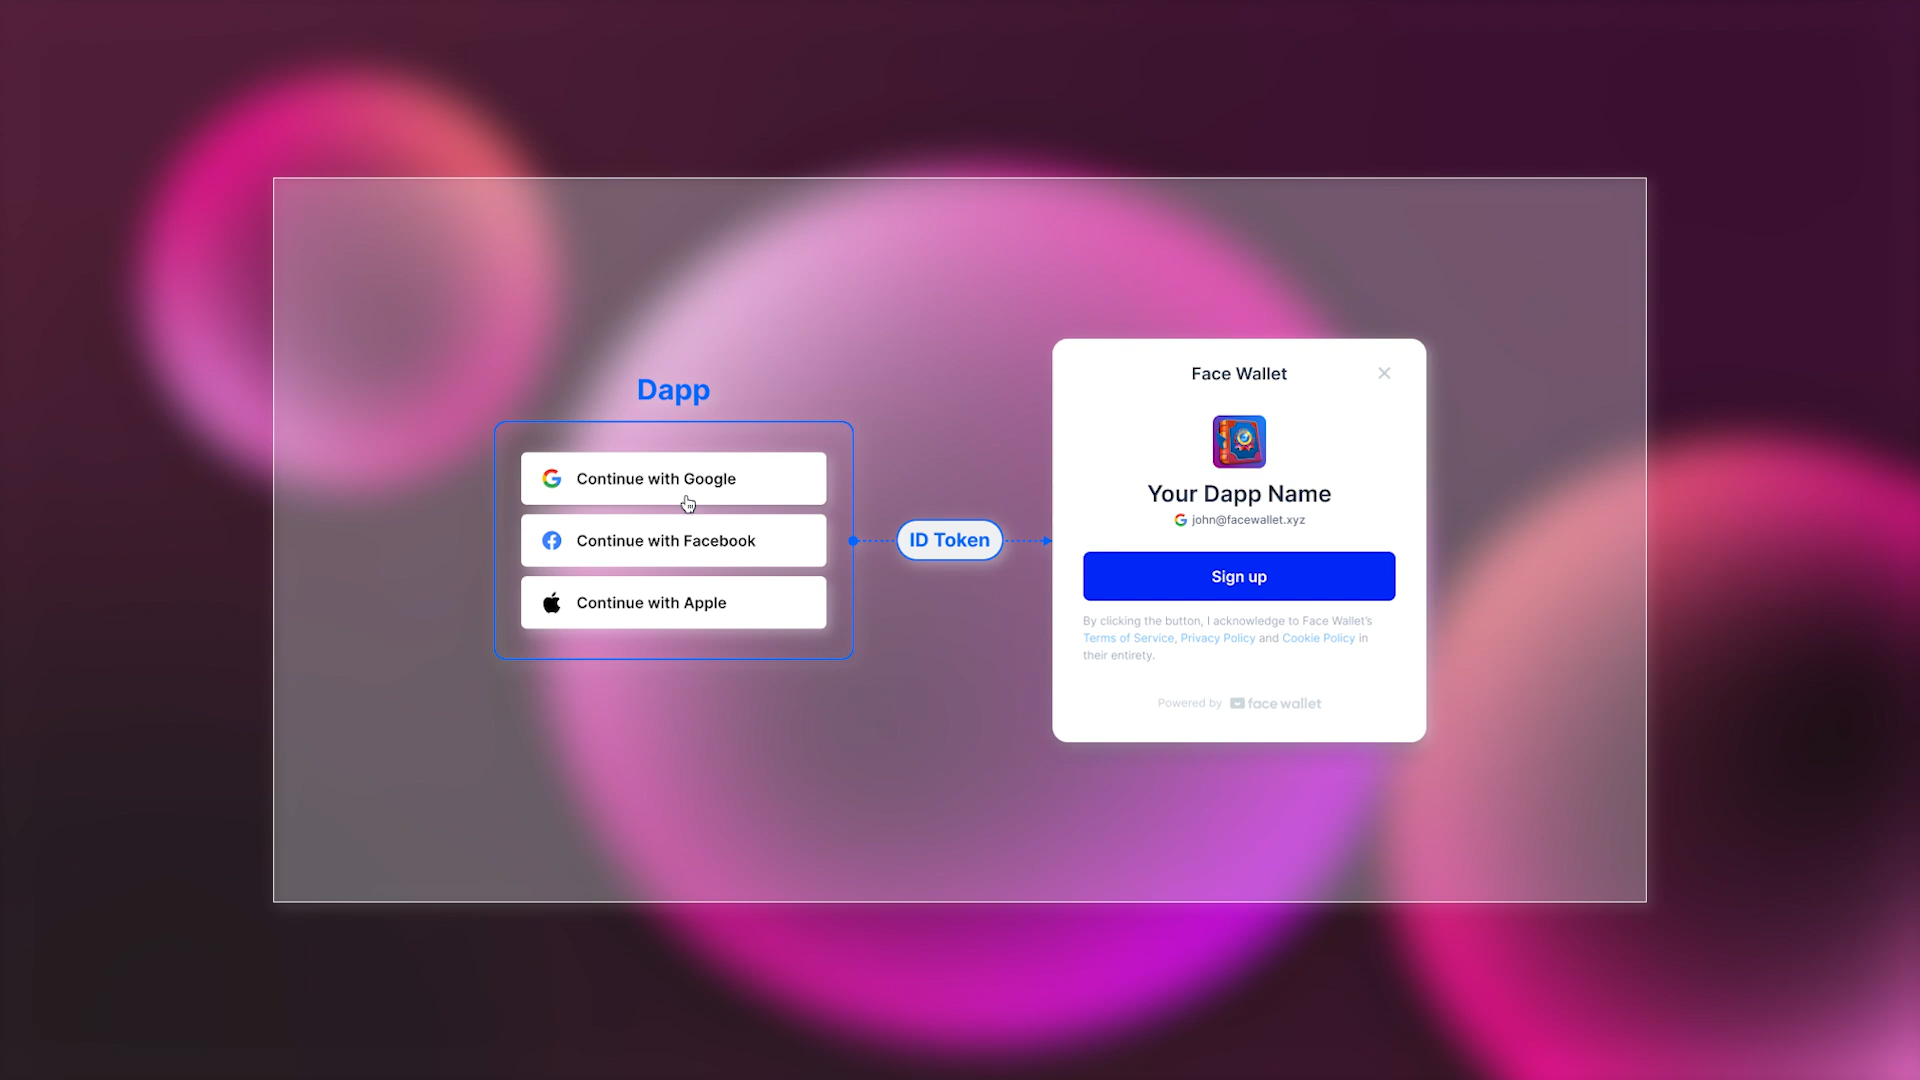 Dapp
Continue with Google
Continue with Facebook
Continue with Apple
ID Token
Face Wallet
Your Dapp Name
john@facewallet.xyz
Sign up
By clicking the button, I acknowledge to Face Wallet's
Terms of Service, Privacy Policy and Cookie Policy in
their entirety.
Powered by face wallet